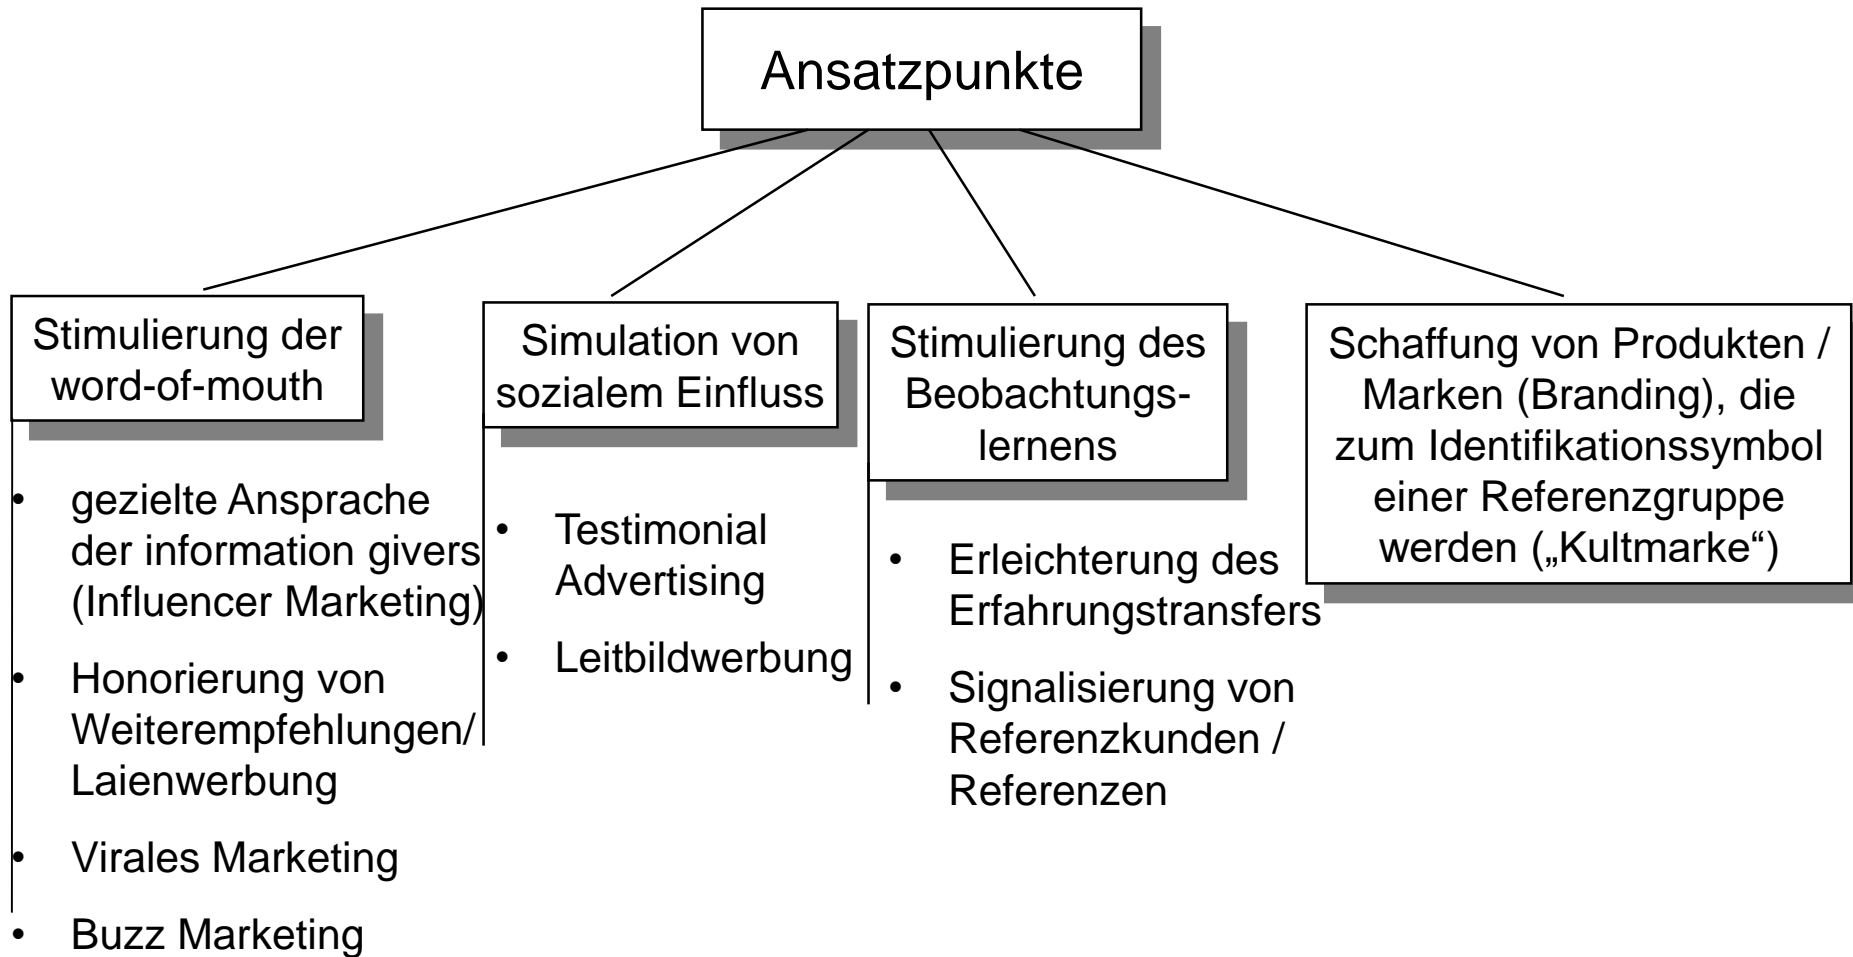 Ansatzpunkte
Stimulierung der
word-of-mouth
• gezielte Ansprache
der information givers
(Influencer Marketing)
• Honorierung von
Weiterempfehlungen/
Laienwerbung
• Virales Marketing
• Buzz Marketing
Simulation von
sozialem Einfluss
• Testimonial
Advertising
• Leitbildwerbung
Stimulierung des
Beobachtungs-
lernens
• Erleichterung des
Erfahrungstransfers
• Signalisierung von
Referenzkunden /
Referenzen
Schaffung von Produkten /
Marken (Branding), die
zum Identifikationssymbol
einer Referenzgruppe
werden („Kultmarke“)